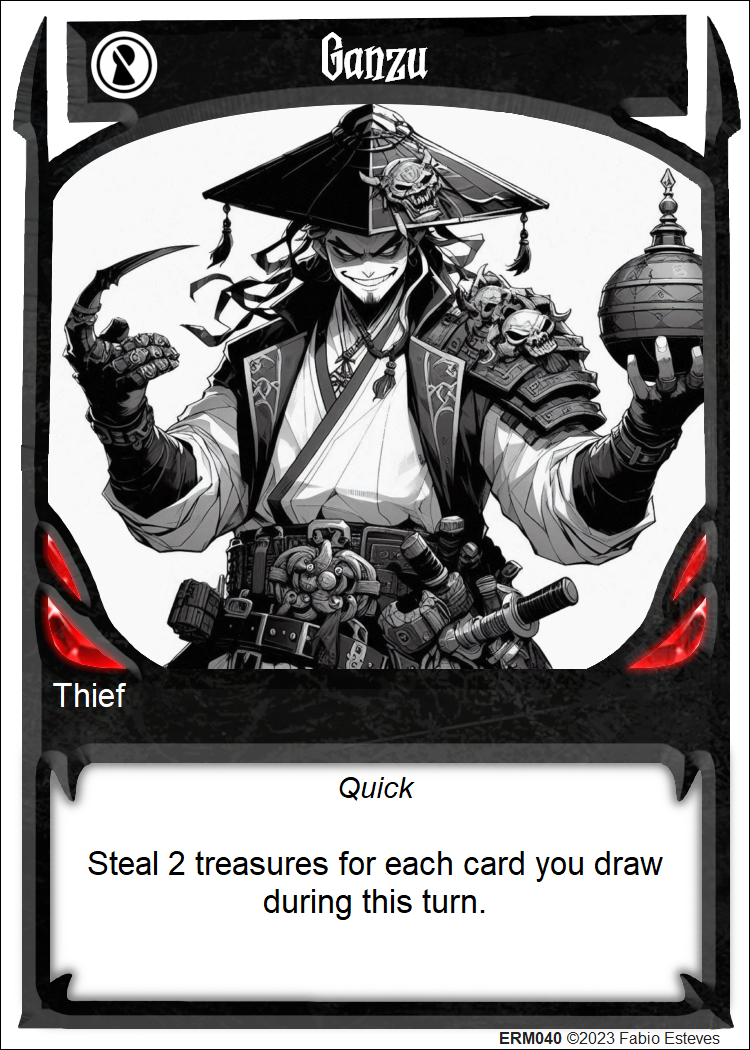 Ganzu
Thief
Quick
Steal 2 treasures for each card you draw
during this turn.
ERM040 ©2023 Fabio Esteves